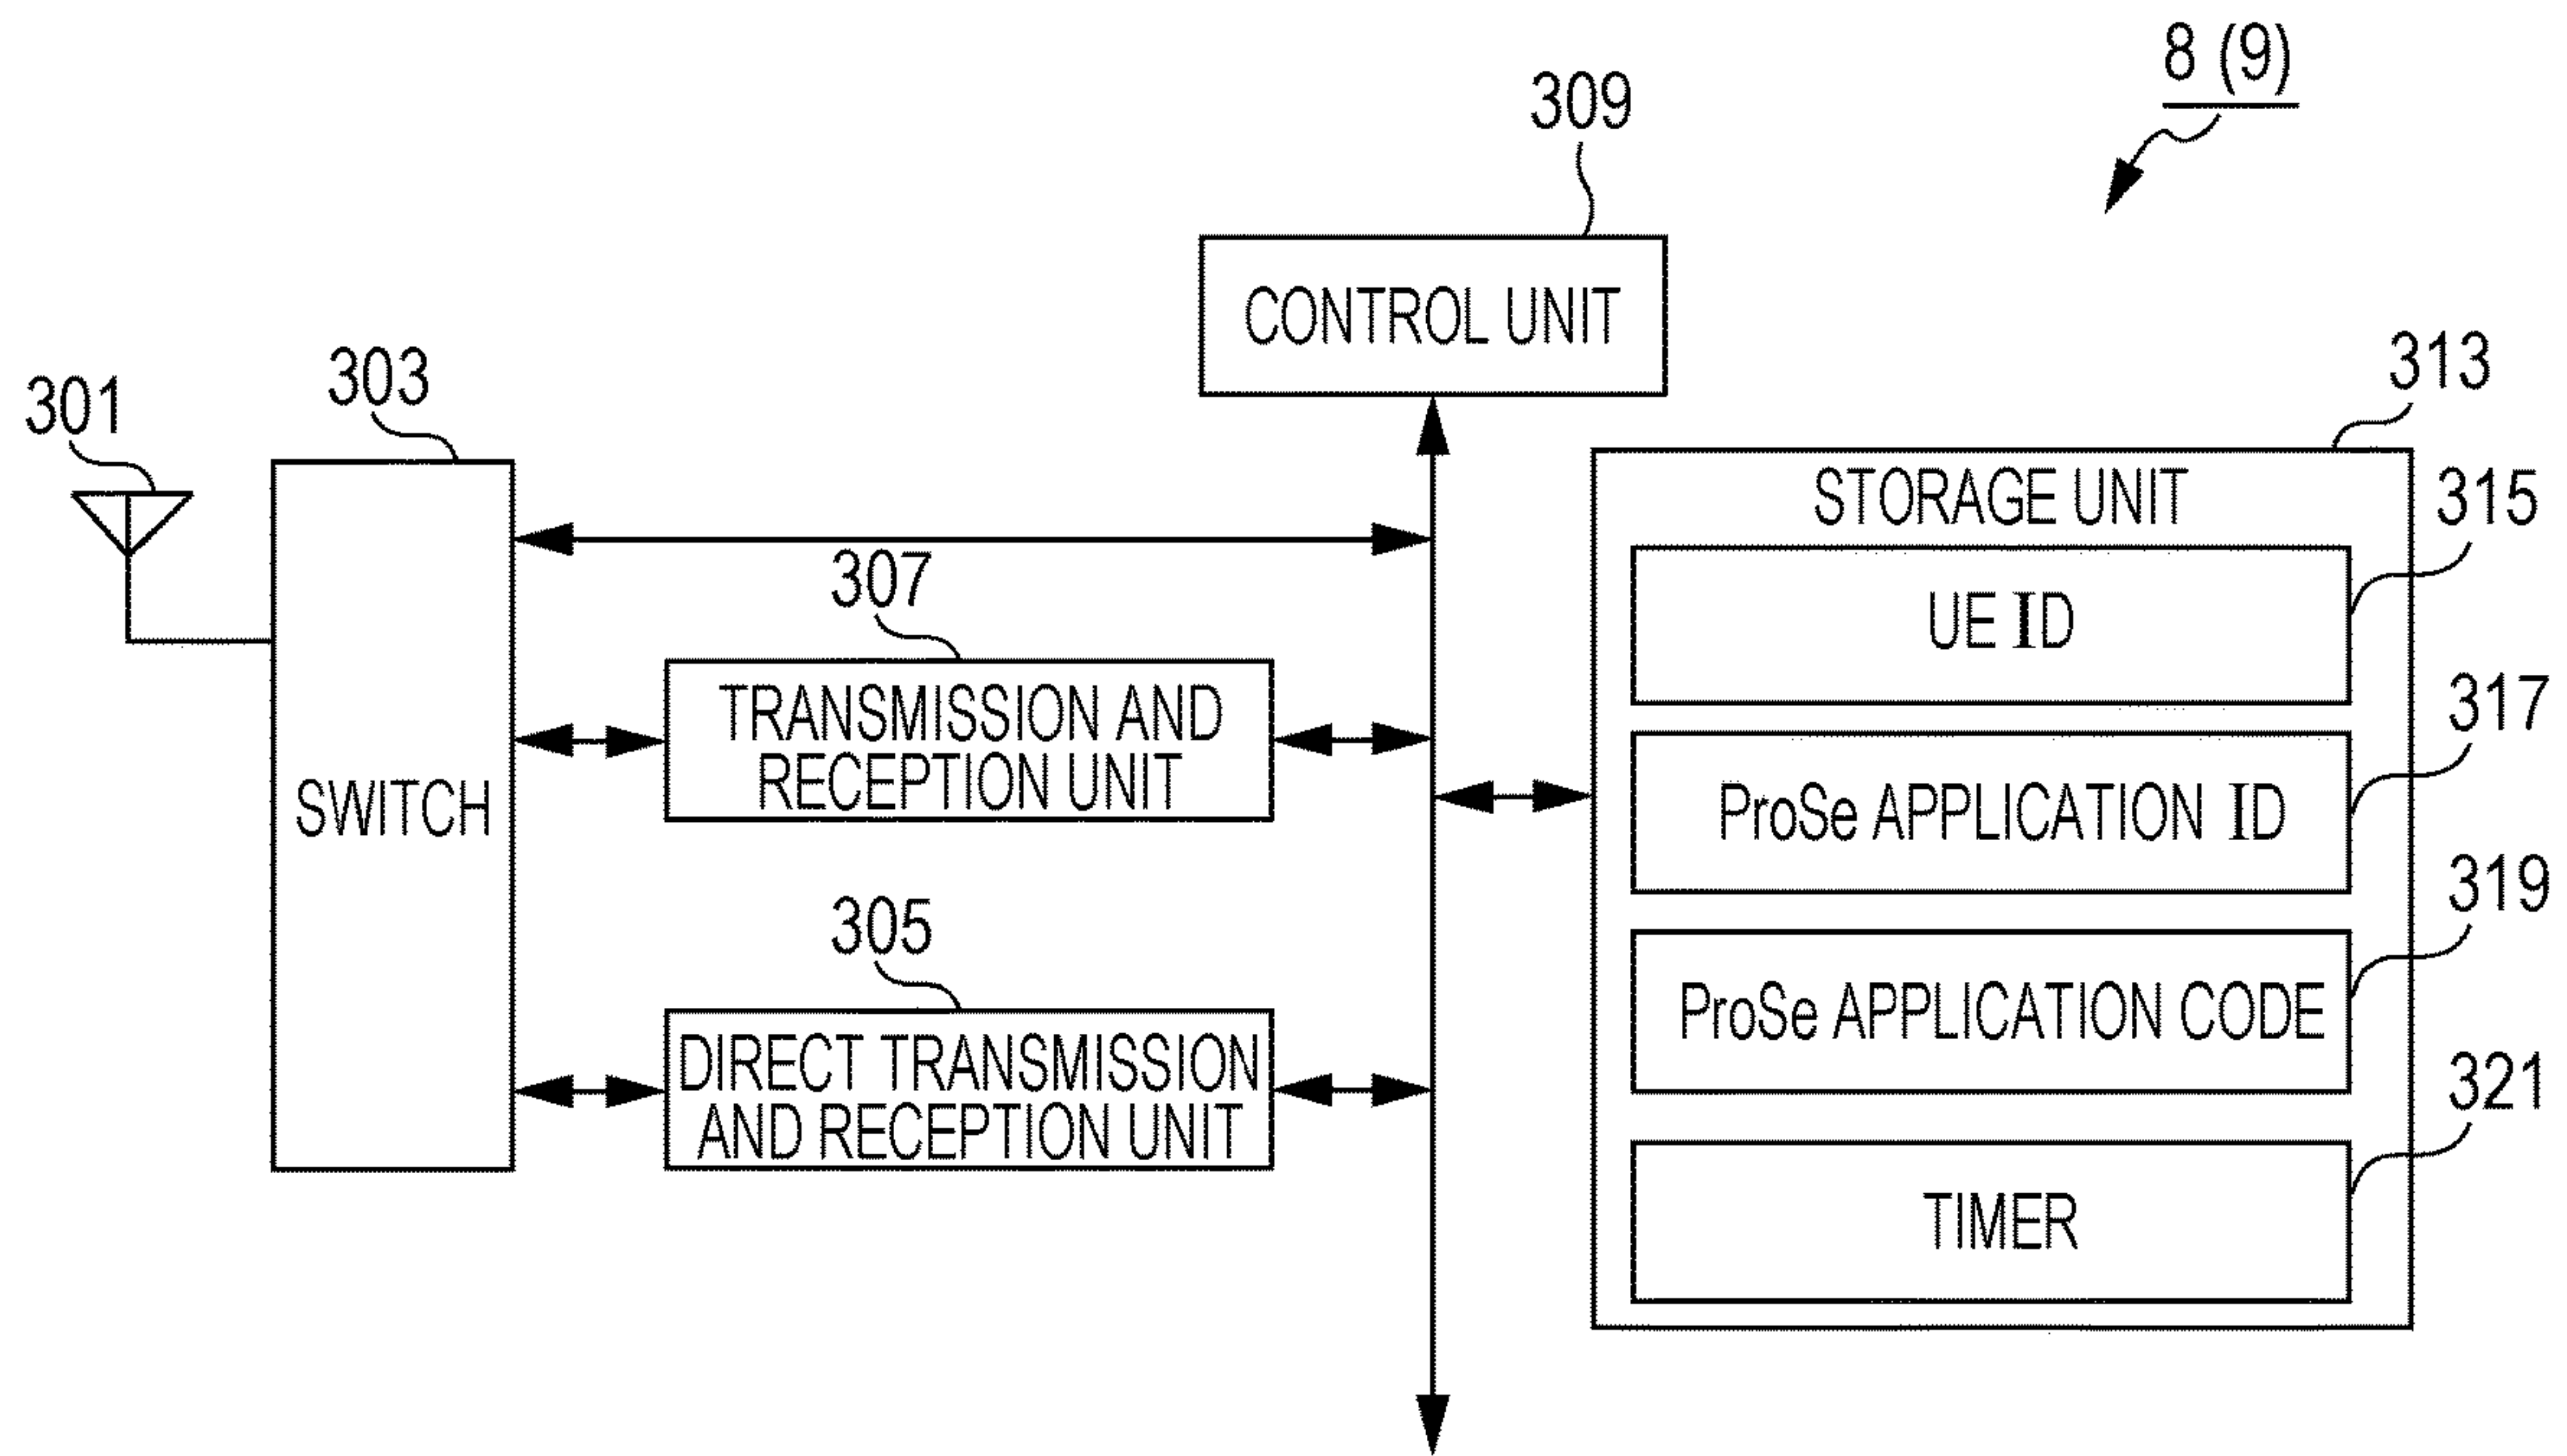 8 (9)
309
CONTROL UNIT
313
303
301
STORAGE UNIT
315
UE ID
307
TRANSMISSION AND
RECEPTION UNIT
317
SWITCH
ProSe APPLICATION ID
319
305
ProSe APPLICATION CODE
DIRECT TRANSMISSION
AND RECEPTION UNIT
321
TIMER